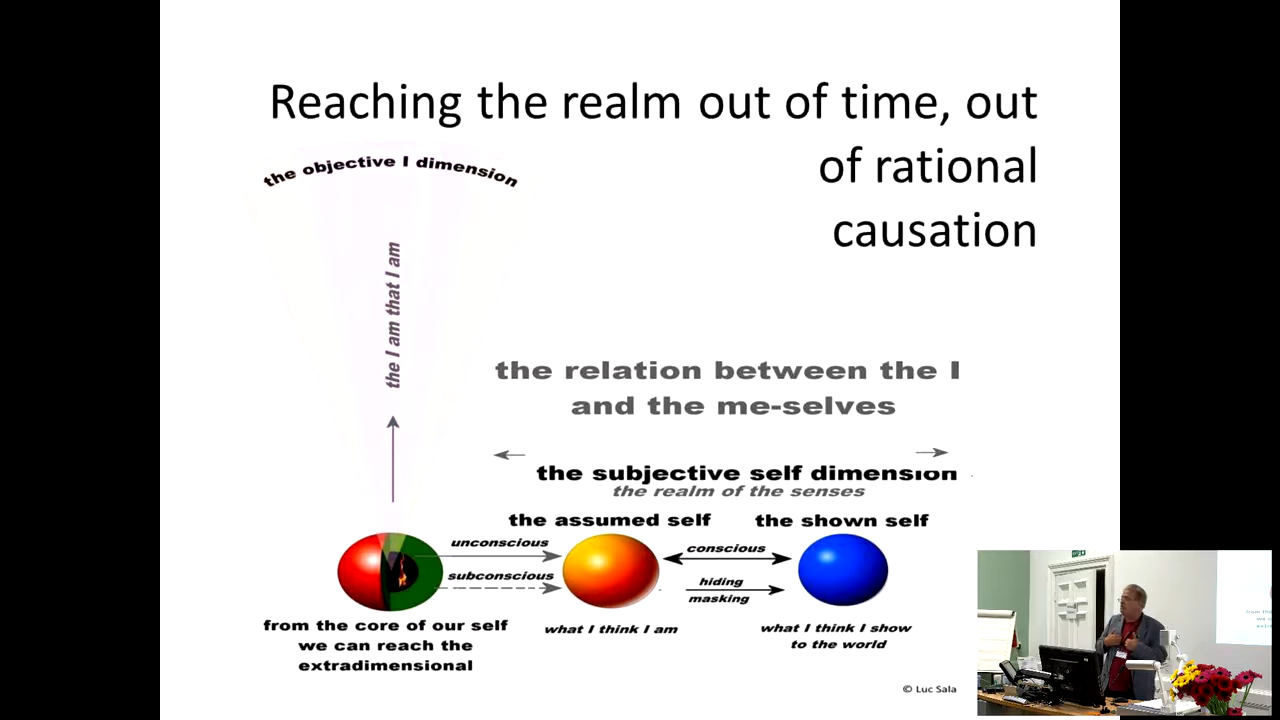 Reaching the realm out of time, out
of rational
causation
the objective I dimension
the I am that I am
the relation between the I
and the me-selves
the subjective self dimension
the realm of the senses
the assumed self
the shown self
unconscious
subconscious
conscious
hiding
masking
from the core of our self
we can reach the
extradimensional
what I think I am
what I think I show
to the world
© Luc Sala